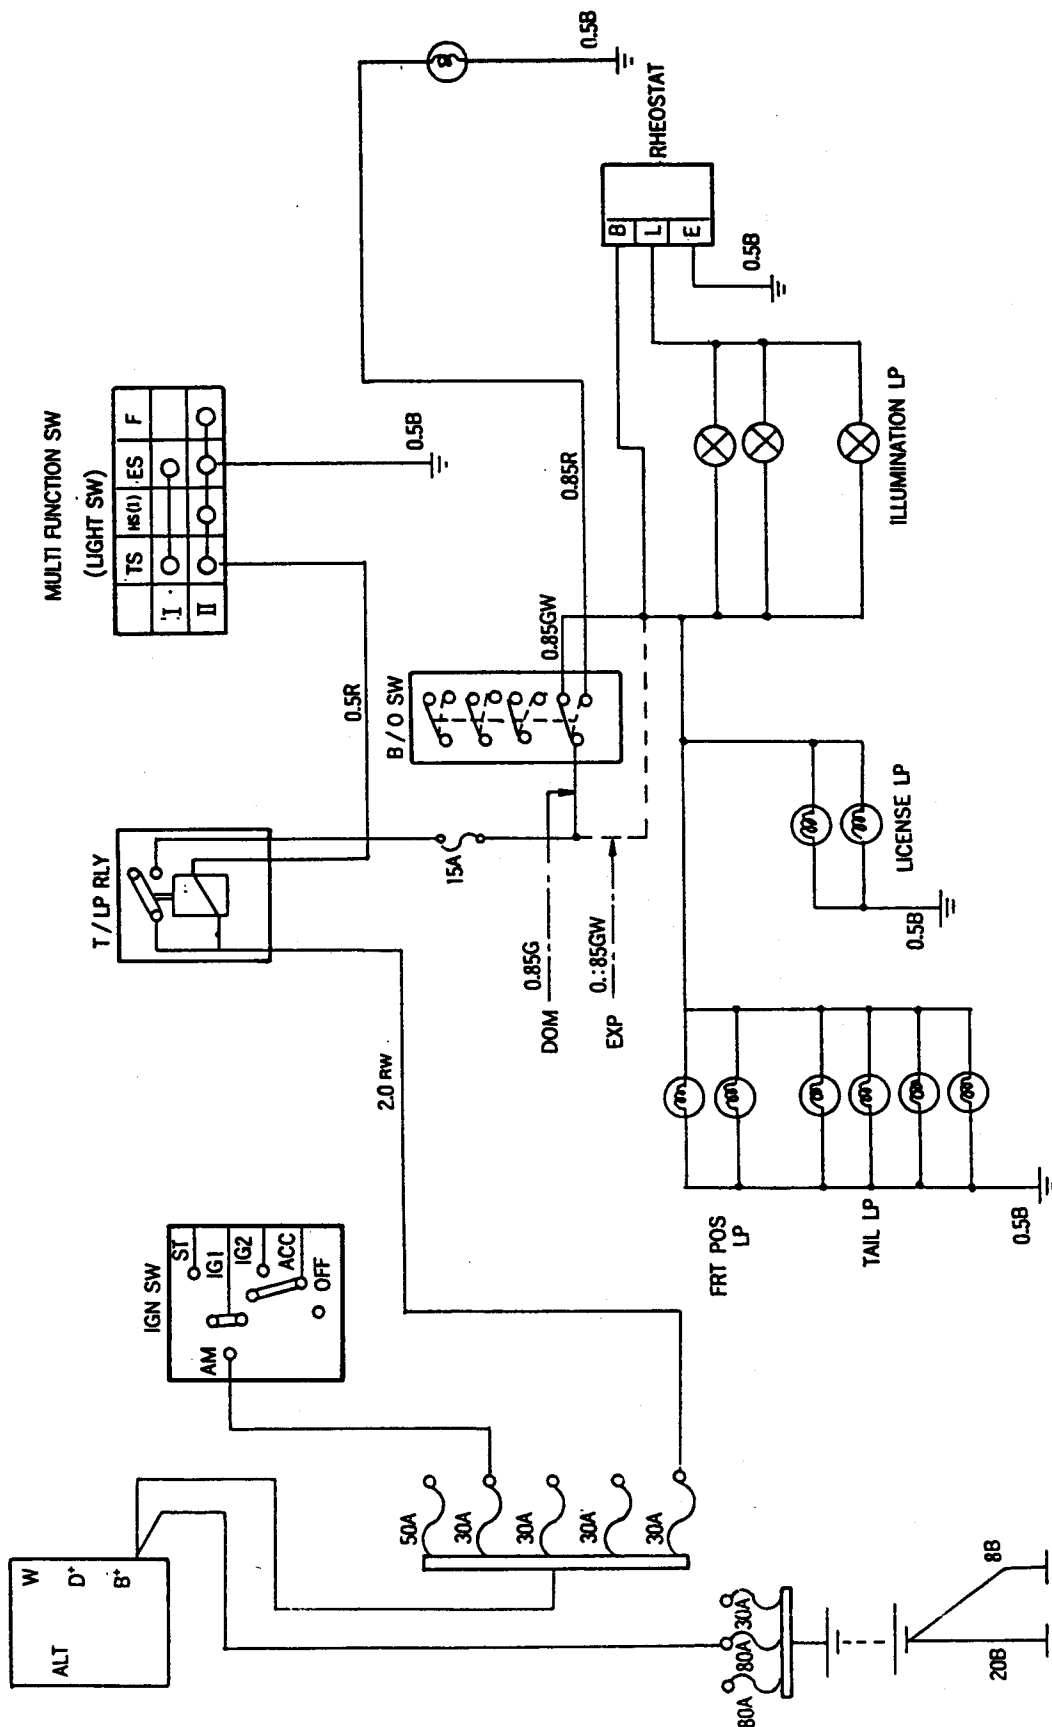 ALT
W
D+
B+
80A
80A
30A
20B
8B
50A
30A
30A
30A
30A
IGN SW
AM
ST
IG1
IG2
ACC
OFF
2.0 RW
T / LP RLY
15A
0.5R
MULTI FUNCTION SW
(LIGHT SW)
TS HS(1) ES F
I
II
0.5B
B / O SW
0.85GW
0.85R
DOM 0.85G
EXP 0.:85GW
0.5B
RHEOSTAT
B
L
E
0.5B
ILLUMINATION LP
LICENSE LP
0.5B
FRT POS
LP
TAIL LP
0.5B